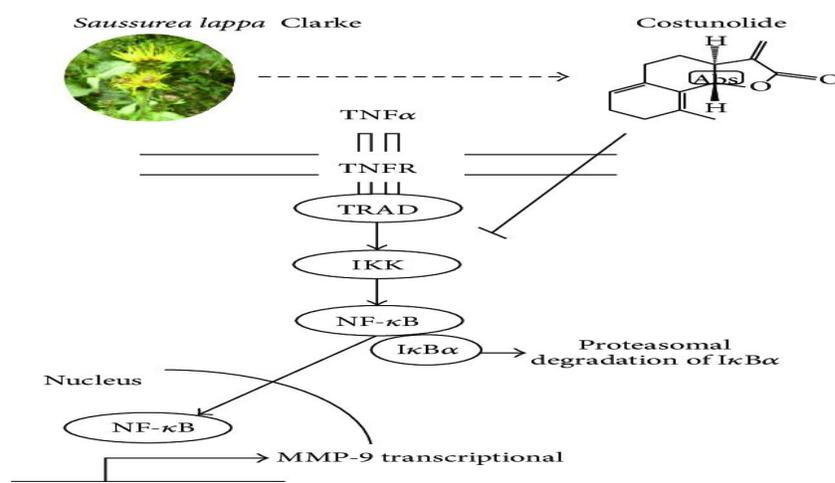 Saussurea lappa Clarke
Costunolide
H
Abs
O
O
H
TNFα
TNFR
TRAD
IKK
NF-κB
IκBα
Proteasomal
degradation of IκBα
Nucleus
NF-κB
MMP-9 transcriptional